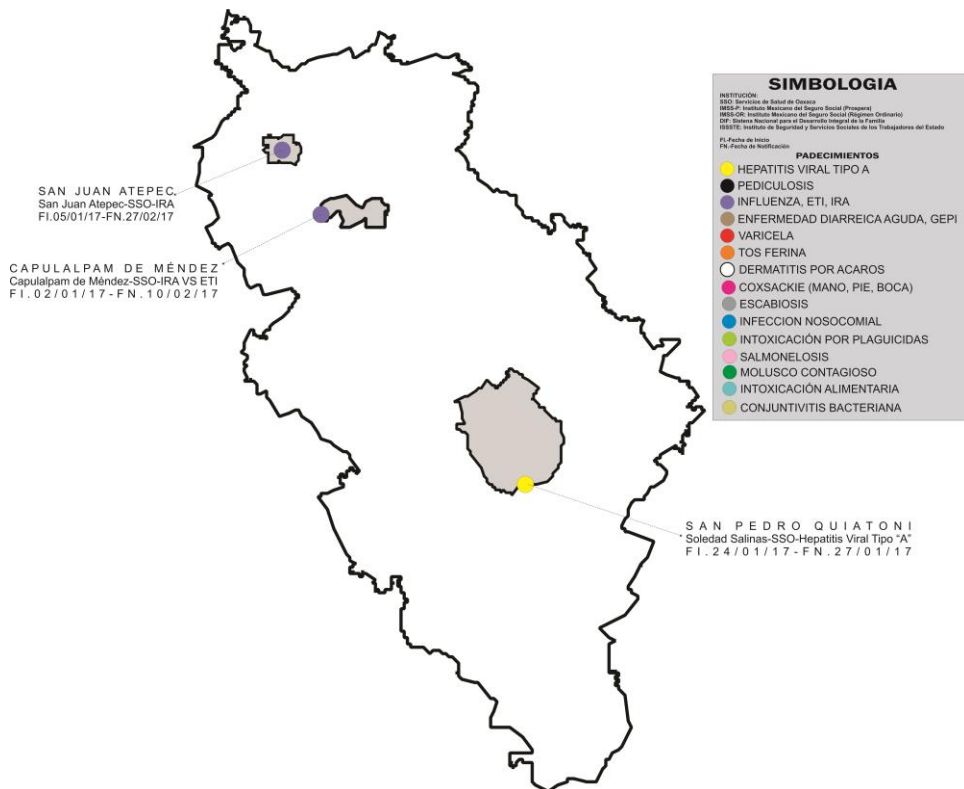 SIMBOLOGIA
INSTITUCIÓN:
SSO: Servicios de Salud de Oaxaca
IMSS-P: Instituto Mexicano del Seguro Social (Prospera)
IMSS-OR: Instituto Mexicano del Seguro Social (Régimen Ordinario)
DIF: Sistema Nacional para el Desarrollo Integral de la Familia
ISSSTE: Instituto de Seguridad y Servicios Sociales de los Trabajadores del Estado
FI.-Fecha de Inicio
FN.-Fecha de Notificación
PADECIMIENTOS
HEPATITIS VIRAL TIPO A
PEDICULOSIS
INFLUENZA, ETI, IRA
ENFERMEDAD DIARREICA AGUDA, GEPI
VARICELA
TOS FERINA
DERMATITIS POR ACAROS
COXSACKIE (MANO, PIE, BOCA)
ESCABIOSIS
INFECCION NOSOCOMIAL
INTOXICACIÓN POR PLAGUICIDAS
SALMONELOSIS
MOLUSCO CONTAGIOSO
INTOXICACIÓN ALIMENTARIA
CONJUNTIVITIS BACTERIANA
SAN JUAN ATEPEC
San Juan Atepec-SSO-IRA
FI.05/01/17-FN.27/02/17
CAPULALPAM DE MÉNDEZ
Capulalpam de Méndez-SSO-IRA VS ETI
FI.02/01/17-FN.10/02/17
SAN PEDRO QUIATONI
Soledad Salinas-SSO-Hepatitis Viral Tipo “A”
FI.24/01/17-FN.27/01/17